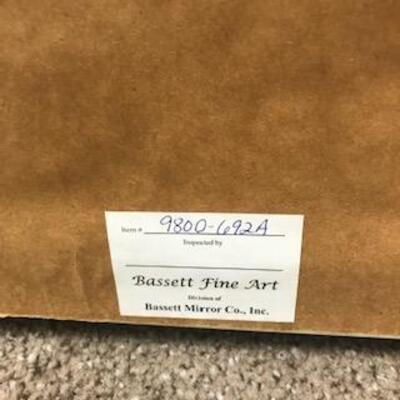 Item # 9800-692A
Inspected by
Bassett Fine Art
Division of
Bassett Mirror Co., Inc.